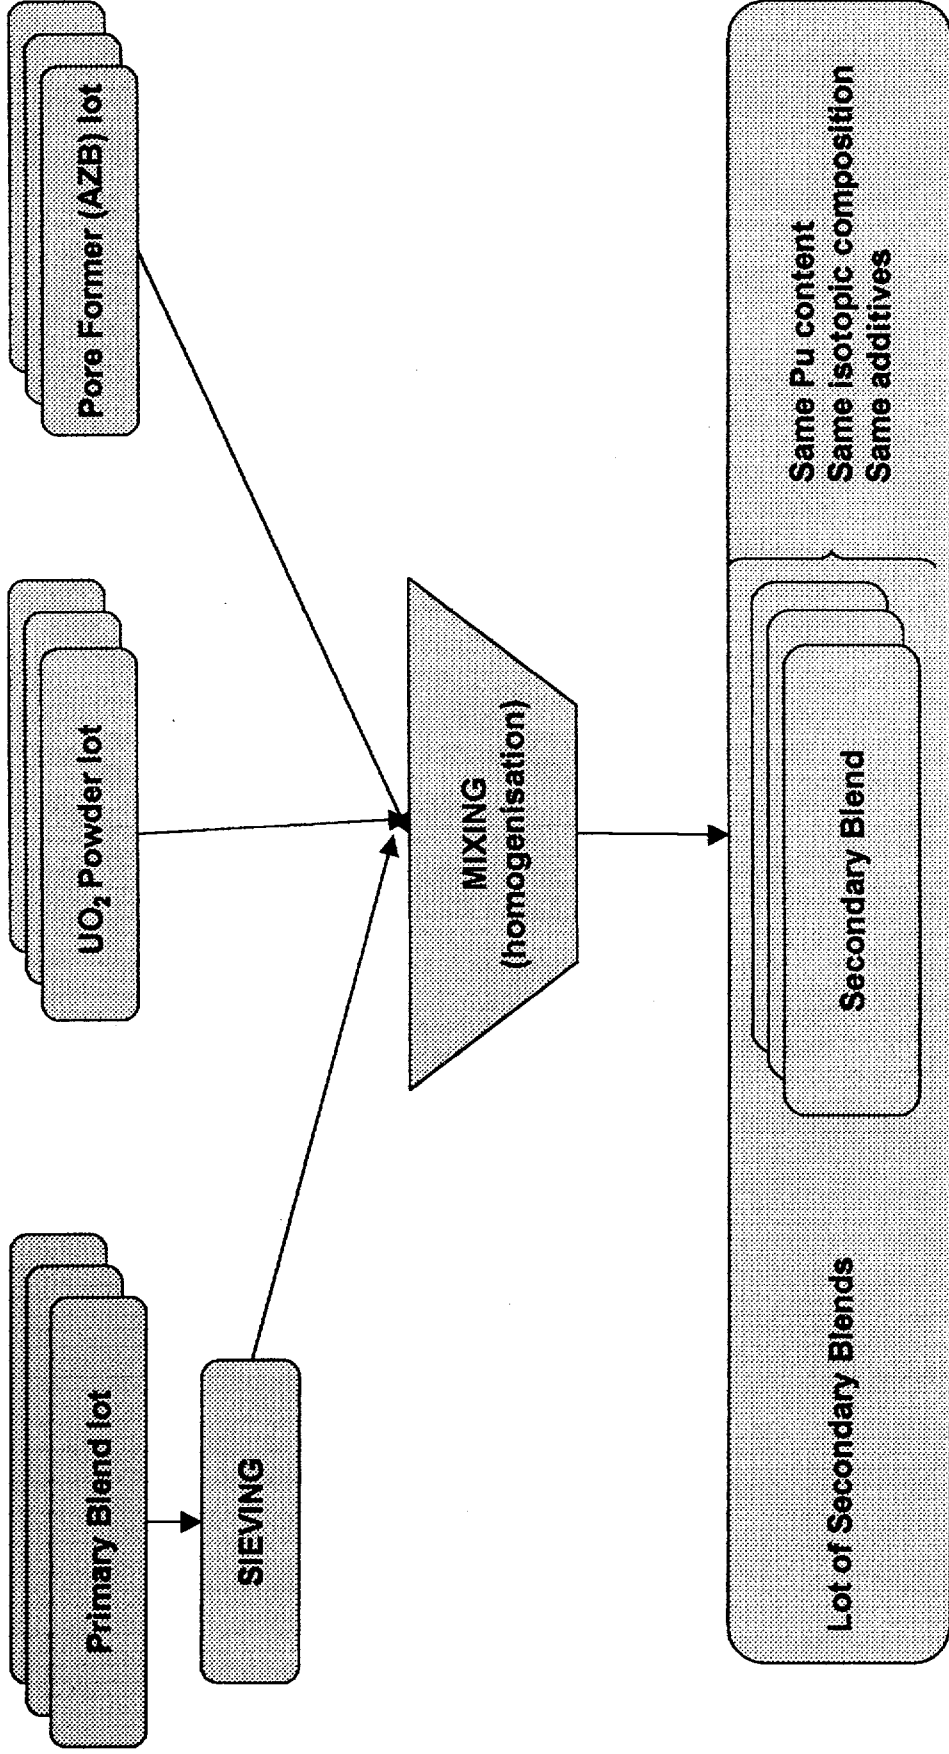 Primary Blend lot
UO₂ Powder lot
Pore Former (AZB) lot
SIEVING
MIXING
(homogenisation)
Lot of Secondary Blends
Secondary Blend
Same Pu content
Same isotopic composition
Same additives